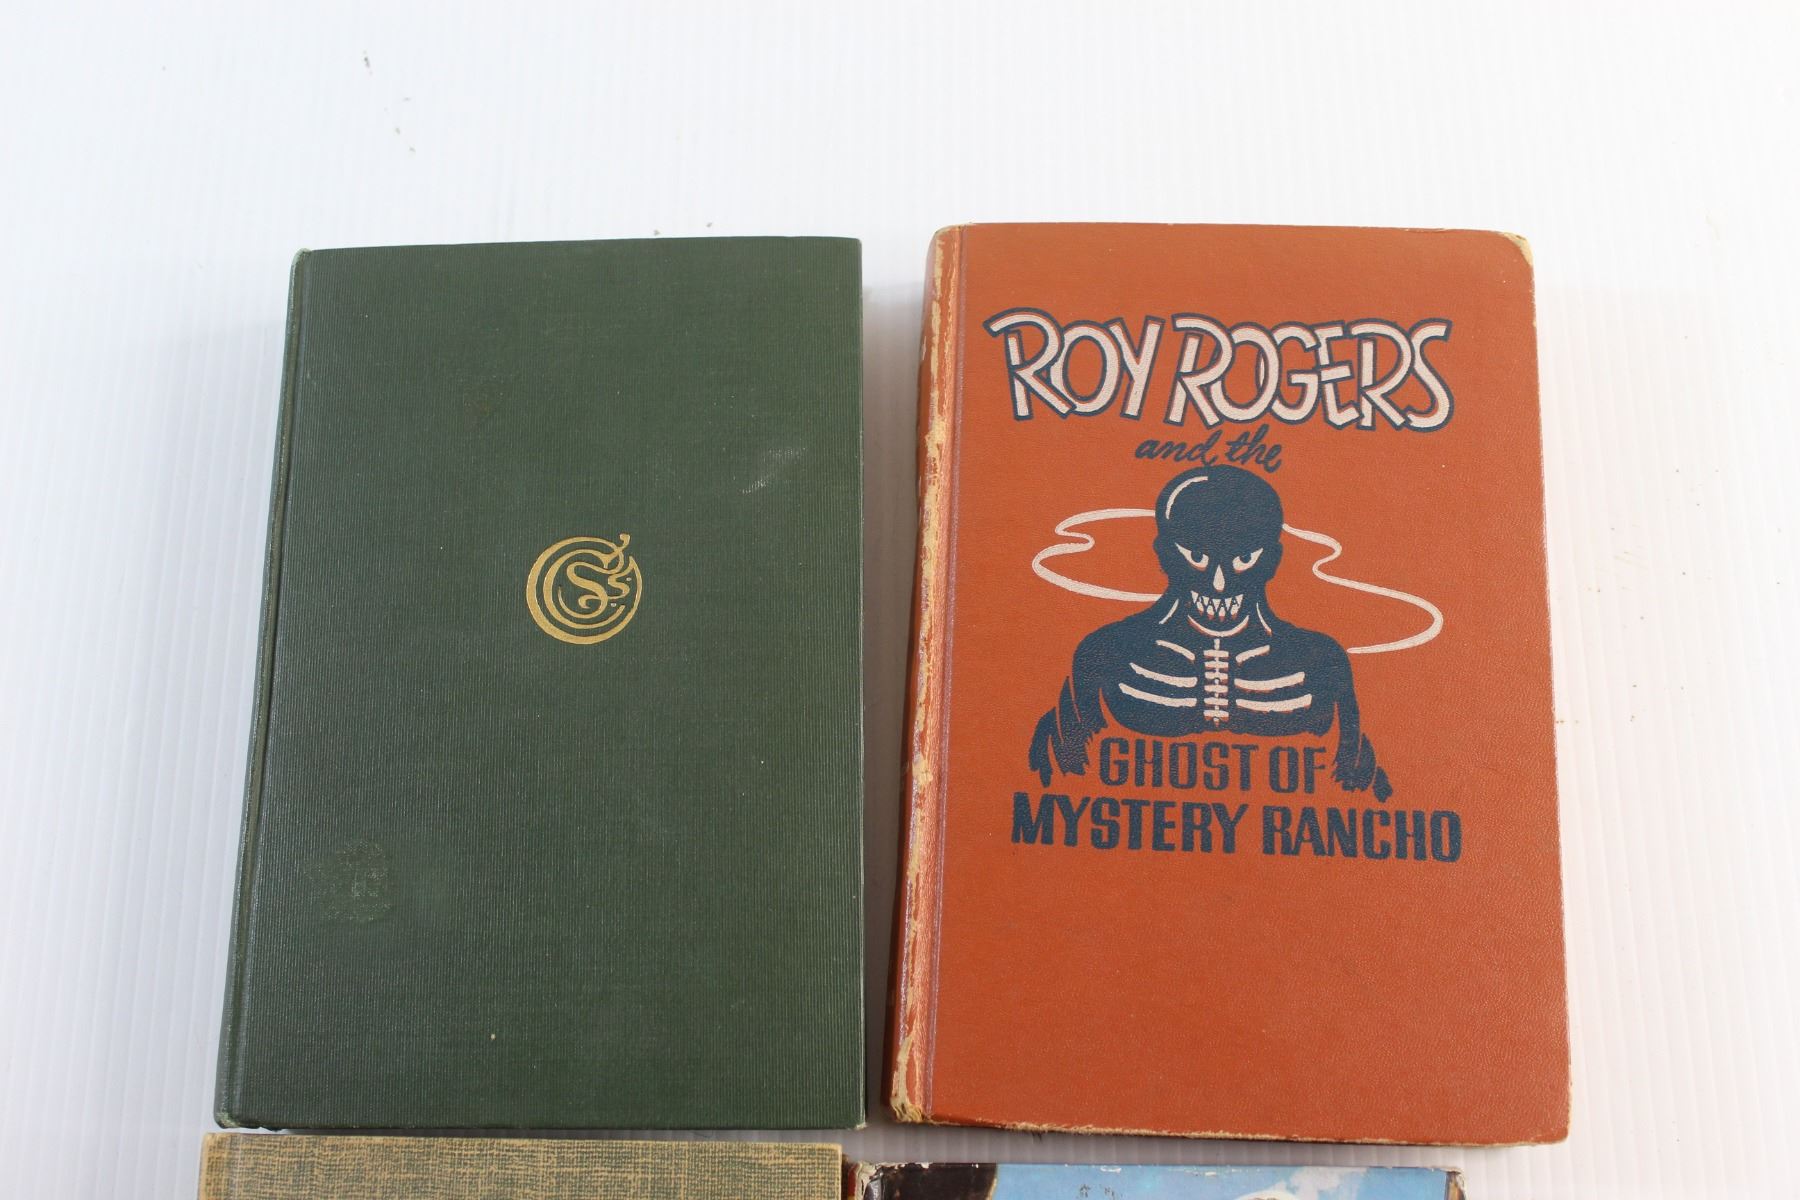 ROY ROGERS
and the
GHOST OF
MYSTERY RANCHO